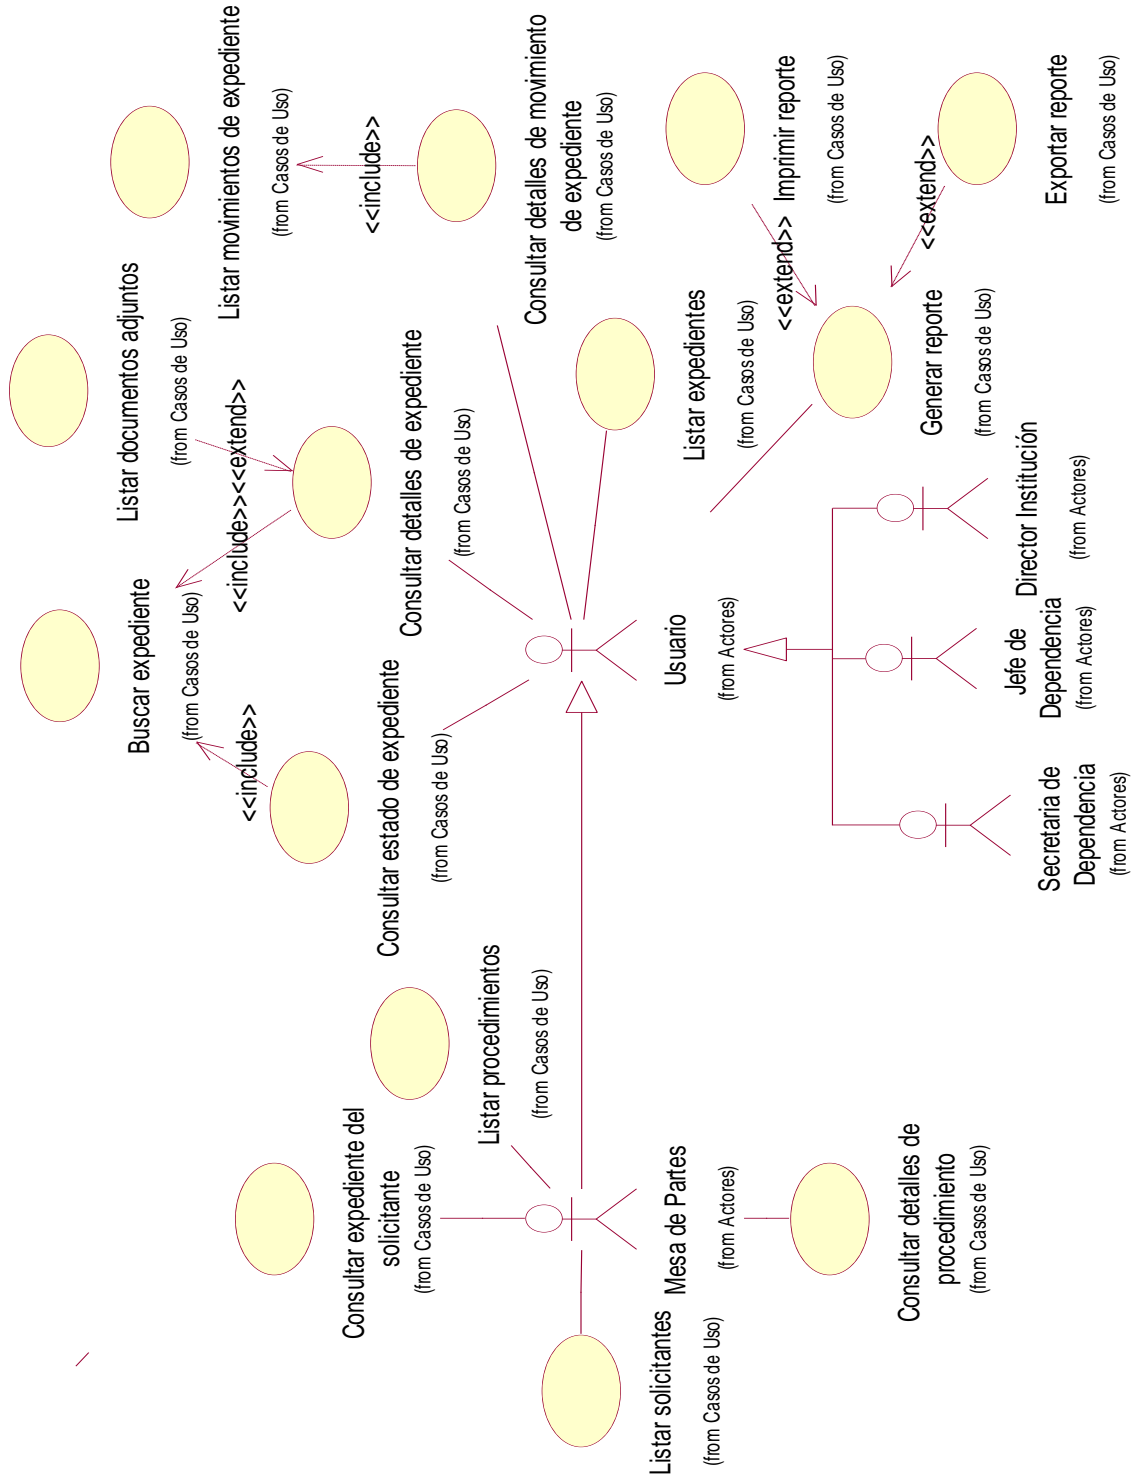 Buscar expediente
(from Casos de Uso)
Listar documentos adjuntos
(from Casos de Uso)
Listar movimientos de expediente
(from Casos de Uso)
<<include>>
<<include>>
<<extend>>
<<include>>
Consultar expediente del
solicitante
(from Casos de Uso)
Consultar estado de expediente
(from Casos de Uso)
Consultar detalles de expediente
(from Casos de Uso)
Consultar detalles de movimiento
de expediente
(from Casos de Uso)
Listar procedimientos
(from Casos de Uso)
Listar solicitantes
(from Casos de Uso)
Mesa de Partes
(from Actores)
Usuario
(from Actores)
Listar expedientes
(from Casos de Uso)
<<extend>>
Imprimir reporte
(from Casos de Uso)
Consultar detalles de
procedimiento
(from Casos de Uso)
Generar reporte
(from Casos de Uso)
<<extend>>
Exportar reporte
(from Casos de Uso)
Secretaria de
Dependencia
(from Actores)
Jefe de
Dependencia
(from Actores)
Director Institución
(from Actores)